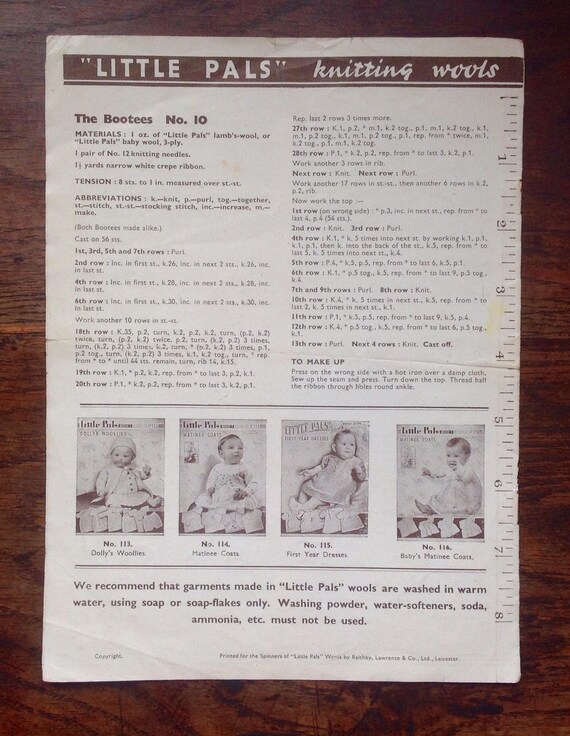 "LITTLE PALS" knitting wools
The Bootees No. 10
MATERIALS : 1 oz. of "Little Pals" lamb's-wool, or
"Little Pals" baby wool, 3-ply.
1 pair of No. 12 knitting needles.
1½ yards narrow white crepe ribbon.
TENSION : 8 sts. to 1 in. measured over st.-st.
ABBREVIATIONS : k.—knit, p.—purl, tog.—together,
st.—stitch, st.-st.—stocking stitch, inc.—increase, m.—
make.
(Both Bootees made alike.)
Cast on 56 sts.
1st, 3rd, 5th and 7th rows : Purl.
2nd row : Inc. in first st., k.26, inc. in next 2 sts., k.26, inc.
in last st.
4th row : Inc. in first st., k.28, inc. in next 2 sts., k.28, inc.
in last st.
6th row : Inc. in first st., k.30, inc. in next 2 sts., k.30, inc.
in last st.
Work another 10 rows in st.-st.
18th row : K.35, p.2, turn, k.2, p.2, k.2, turn, (p.2, k.2)
twice, turn, (p.2, k.2) twice, p.2, turn, (k.2, p.2) 3 times,
turn, (k.2, p.2) 3 times, k.2, turn, * (p.2, k.2) 3 times, p.1,
p.2 tog., turn, (k.2, p.2) 3 times, k.1, k.2 tog., turn, * rep.
from * to * until 44 sts. remain, turn, rib 14, k.15.
19th row : K.1, * p.2, k.2, rep. from * to last 3, p.2, k.1.
20th row : P.1, * k.2, p.2, rep. from * to last 3, k.2, p.1.
Rep. last 2 rows 3 times more.
27th row : K.1, p.2, * m.1, k.2 tog., p.1, m.1, k.2 tog., k.1,
m.1, p.2 tog., k.1, m.1, p.2 tog., p.1, rep. from * twice, m.1,
k.2 tog., p.1, m.1, k.2 tog.
28th row : P.1, * k.2, p.2, rep. from * to last 3, k.2, p.1.
Work another 3 rows in rib.
Next row : Knit. Next row : Purl.
Work another 17 rows in st.-st., then another 6 rows in k.2,
p.2, rib.
Now work the top :—
1st row (on wrong side) : * p.3, inc. in next st., rep. from * to
last 4, p.4 (54 sts.).
2nd row : Knit. 3rd row : Purl.
4th row : K.1, * k. 5 times into next st. by working k.1, p.1,
k.1, p.1, then k. into the back of the st., k.5, rep. from * to
last 5, k. 5 times into next st., k.4.
5th row : P.4, * k.5, p.5, rep. from * to last 6, k.5, p.1.
6th row : K.1, * p.5 tog., k.5, rep. from * to last 9, p.5 tog.,
k.4.
7th and 9th rows : Purl. 8th row : Knit.
10th row : K.4, * k. 5 times in next st., k.5, rep. from * to
last 2, k. 5 times in next st., k.1.
11th row : P.1, * k.5, p.5, rep. from * to last 9, k.5, p.4.
12th row : K.4, * p.5 tog., k.5, rep. from * to last 6, p.5 tog.,
k.1.
13th row : Purl. Next 4 rows : Knit. Cast off.
TO MAKE UP
Press on the wrong side with a hot iron over a damp cloth.
Sew up the seam and press. Turn down the top. Thread half
the ribbon through holes round ankle.
1
2
3
4
5
6
7
8
Little Pals
DOLLY'S WOOLLIES
Little Pals
MATINEE COATS
LITTLE PALS
FIRST YEAR DRESSES
Little Pals
MATINEE COATS
No. 113.
Dolly's Woollies.
No. 114.
Matinee Coats.
No. 115.
First Year Dresses.
No. 116.
Baby's Matinee Coats.
We recommend that garments made in "Little Pals" wools are washed in warm
water, using soap or soap-flakes only. Washing powder, water-softeners, soda,
ammonia, etc. must not be used.
Copyright.
Printed for the Spinners of "Little Pals" Wools by Raithby, Lawrence & Co., Ltd., Leicester.